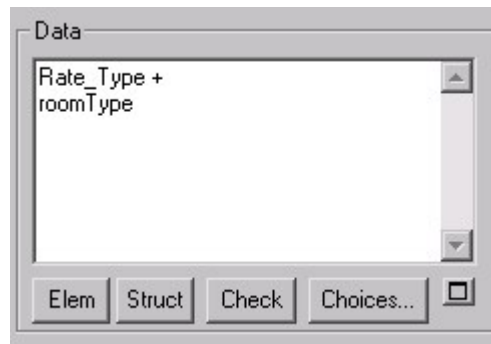 Data
Rate_Type +
roomType
Elem Struct Check Choices...